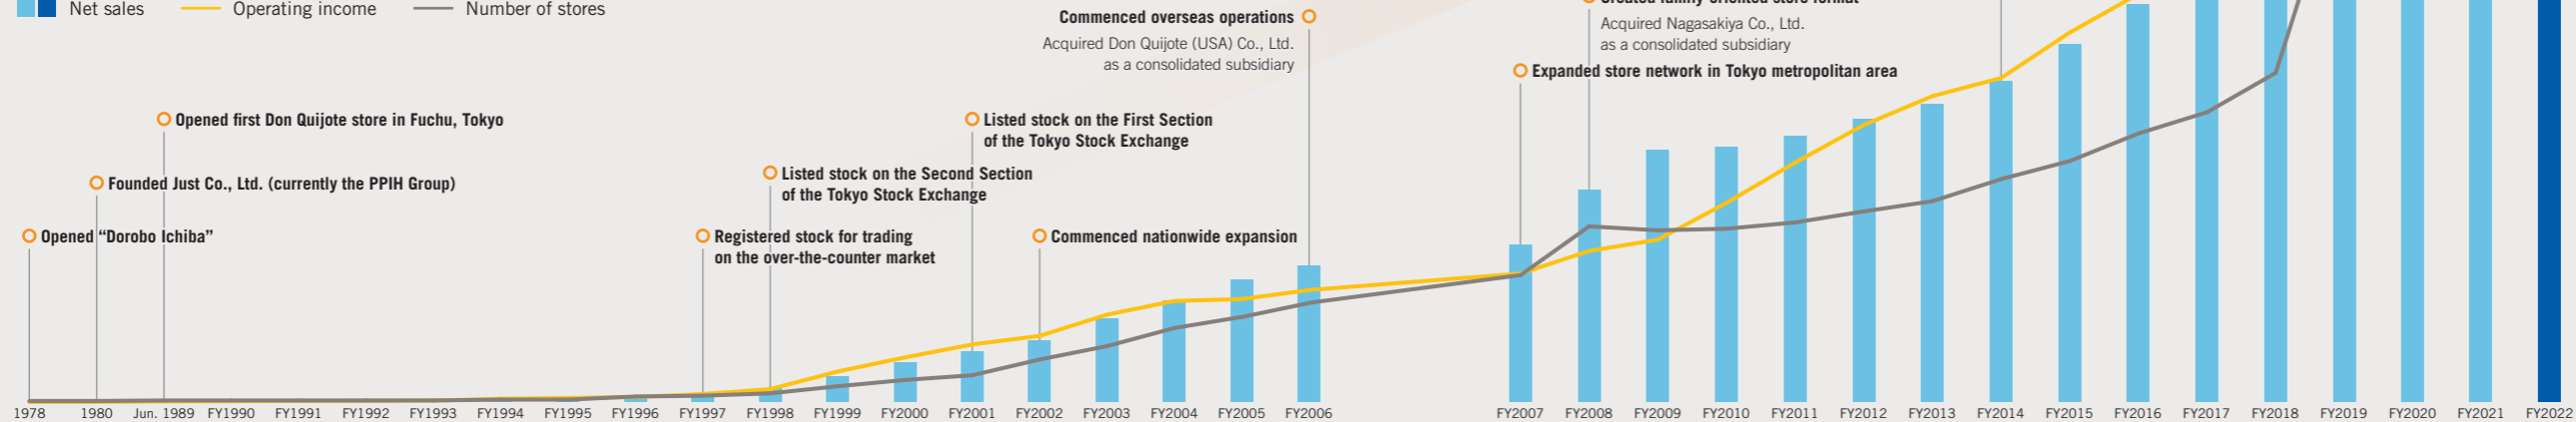 Net sales
Operating income
Number of stores
Commenced overseas operations
Acquired Don Quijote (USA) Co., Ltd.
as a consolidated subsidiary
Created family-oriented store format
Acquired Nagasakiya Co., Ltd.
as a consolidated subsidiary
Expanded store network in Tokyo metropolitan area
Opened first Don Quijote store in Fuchu, Tokyo
Listed stock on the First Section
of the Tokyo Stock Exchange
Founded Just Co., Ltd. (currently the PPIH Group)
Listed stock on the Second Section
of the Tokyo Stock Exchange
Opened “Dorobo Ichiba”
Registered stock for trading
on the over-the-counter market
Commenced nationwide expansion
1978 1980 Jun. 1989 FY1990 FY1991 FY1992 FY1993 FY1994 FY1995 FY1996 FY1997 FY1998 FY1999 FY2000 FY2001 FY2002 FY2003 FY2004 FY2005 FY2006 FY2007 FY2008 FY2009 FY2010 FY2011 FY2012 FY2013 FY2014 FY2015 FY2016 FY2017 FY2018 FY2019 FY2020 FY2021 FY2022